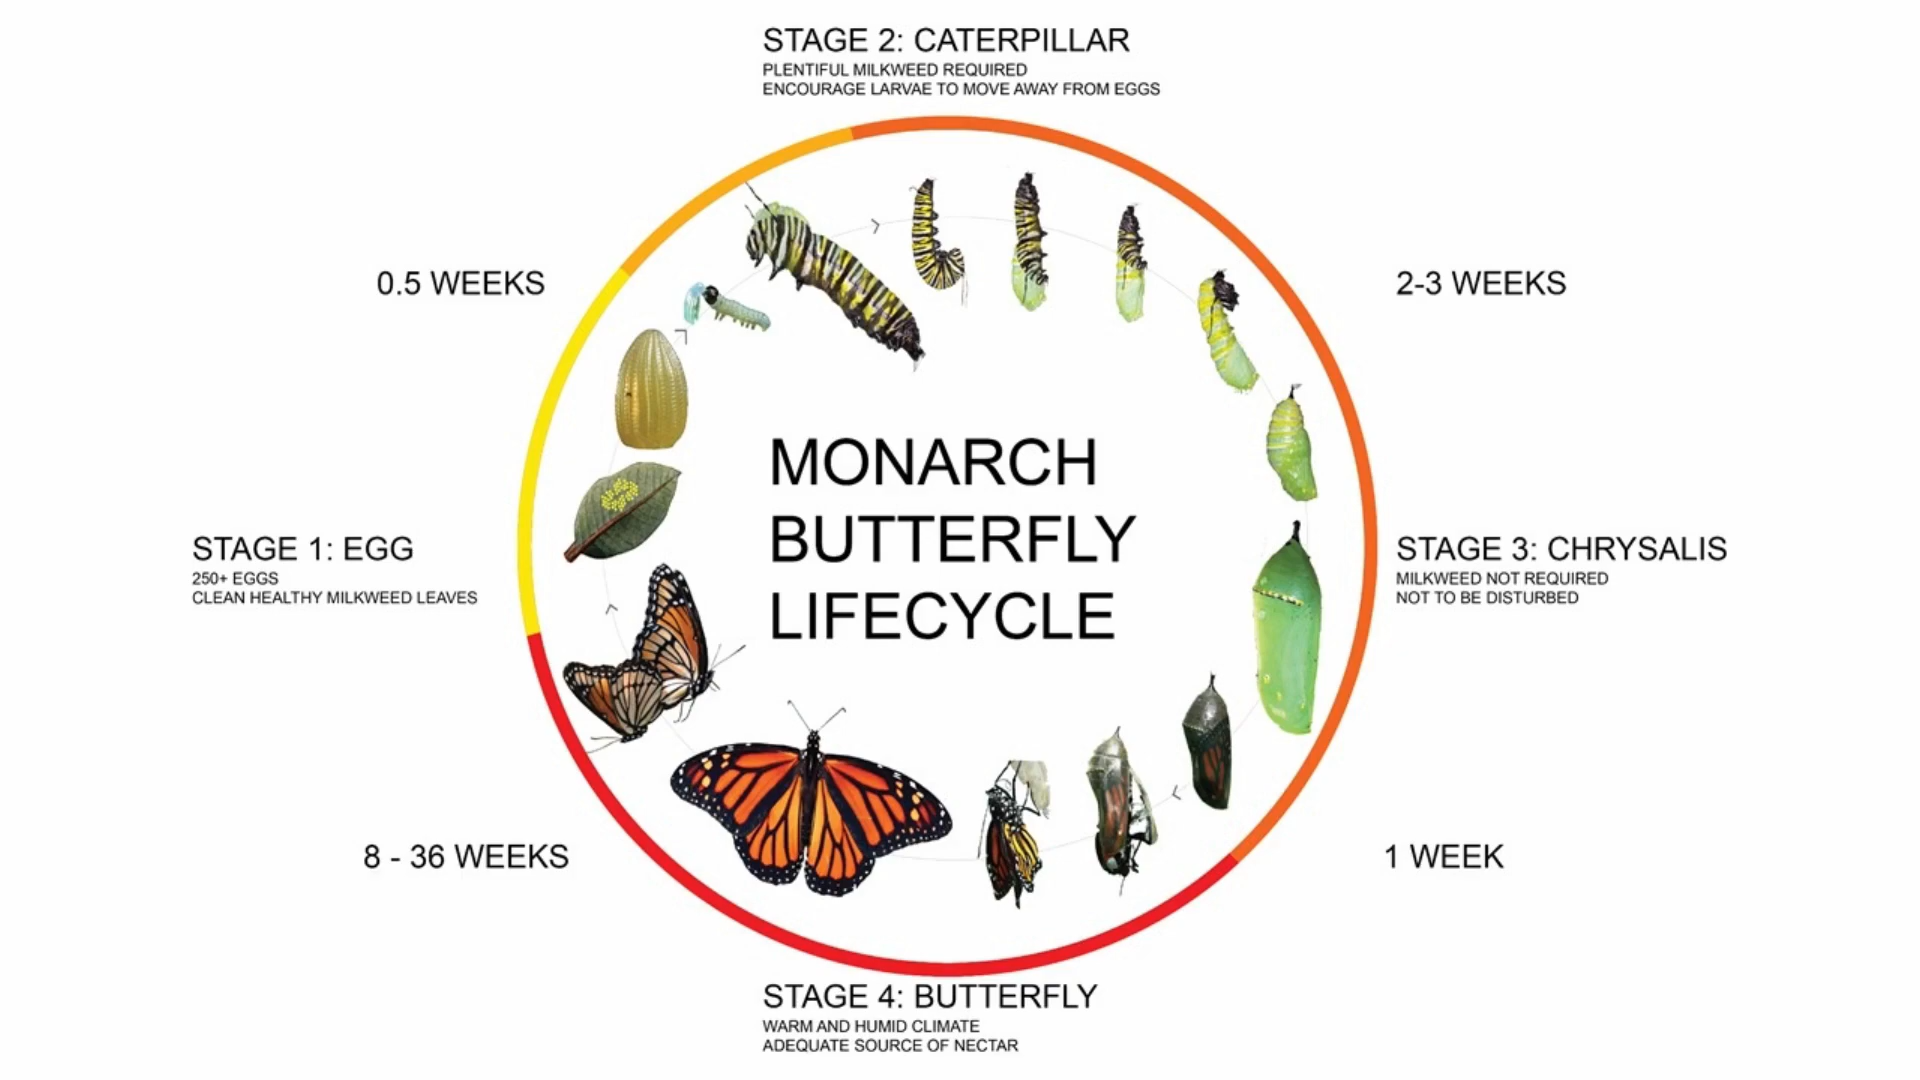 STAGE 2: CATERPILLAR
PLENTIFUL MILKWEED REQUIRED
ENCOURAGE LARVAE TO MOVE AWAY FROM EGGS
0.5 WEEKS
2-3 WEEKS
MONARCH
BUTTERFLY
LIFECYCLE
STAGE 1: EGG
250+ EGGS
CLEAN HEALTHY MILKWEED LEAVES
STAGE 3: CHRYSALIS
MILKWEED NOT REQUIRED
NOT TO BE DISTURBED
8 - 36 WEEKS
1 WEEK
STAGE 4: BUTTERFLY
WARM AND HUMID CLIMATE
ADEQUATE SOURCE OF NECTAR